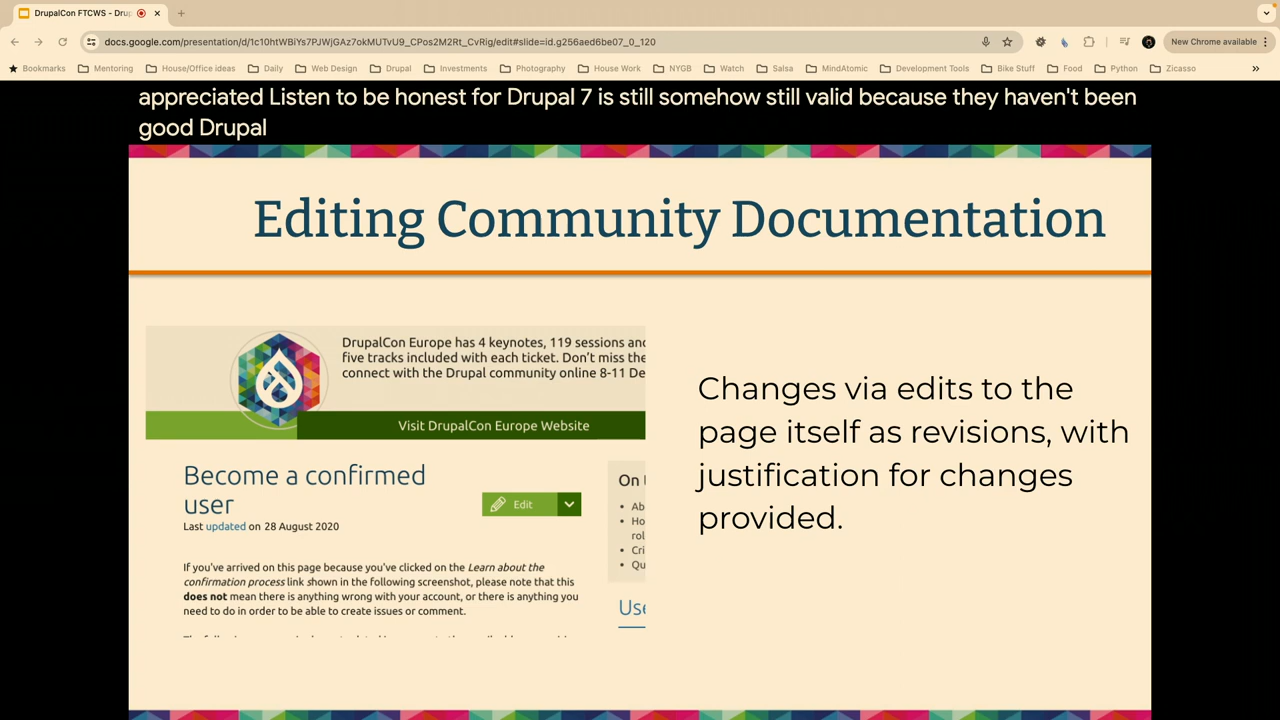 DrupalCon FTCWS - Drup
docs.google.com/presentation/d/1c10htWBiYs7PJWjGAz7okMUTvU9_CPos2M2Rt_CvRig/edit#slide=id.g256aed6be07_0_120
New Chrome available
Bookmarks Mentoring House/Office ideas Daily Web Design Drupal Investments Photography House Work NYGB Watch Salsa MindAtomic Development Tools Bike Stuff Food Python Zicasso
appreciated Listen to be honest for Drupal 7 is still somehow still valid because they haven't been
good Drupal
Editing Community Documentation
DrupalCon Europe has 4 keynotes, 119 sessions and
five tracks included with each ticket. Don't miss the
connect with the Drupal community online 8-11 De
Visit DrupalCon Europe Website
Become a confirmed
user
Edit
Last updated on 28 August 2020
If you've arrived on this page because you've clicked on the Learn about the
confirmation process link shown in the following screenshot, please note that this
does not mean there is anything wrong with your account, or there is anything you
need to do in order to be able to create issues or comment.
On
Ab
Ho
rol
Cri
Qu
Use
Changes via edits to the
page itself as revisions, with
justification for changes
provided.